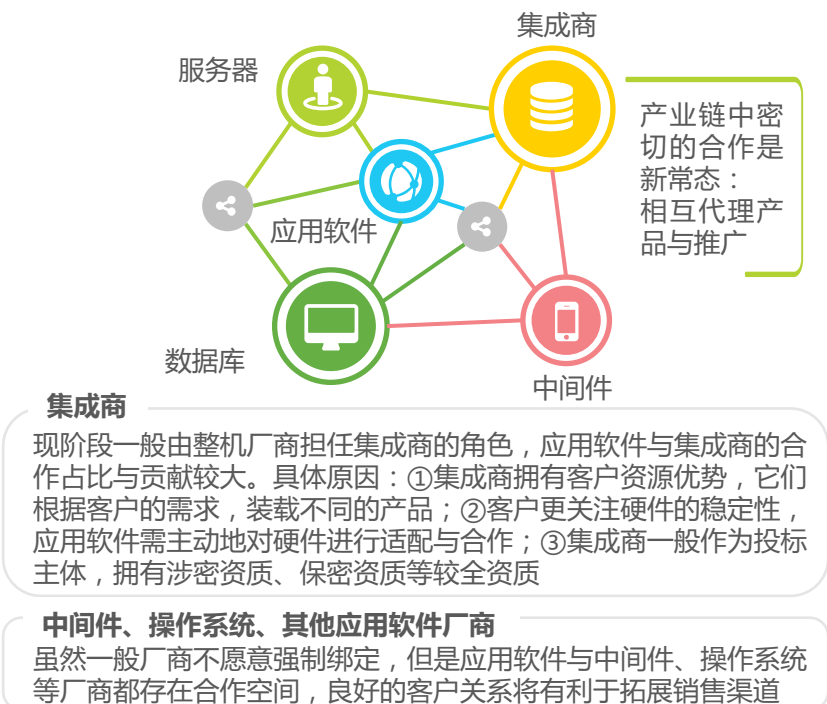 集成商
服务器
产业链中密
切的合作是
新常态：
相互代理产
品与推广
应用软件
数据库
中间件
集成商
现阶段一般由整机厂商担任集成商的角色，应用软件与集成商的合
作占比与贡献较大。具体原因：①集成商拥有客户资源优势，它们
根据客户的需求，装载不同的产品；②客户更关注硬件的稳定性，
应用软件需主动地对硬件进行适配与合作；③集成商一般作为投标
主体，拥有涉密资质、保密资质等较全资质
中间件、操作系统、其他应用软件厂商
虽然一般厂商不愿意强制绑定，但是应用软件与中间件、操作系统
等厂商都存在合作空间，良好的客户关系将有利于拓展销售渠道